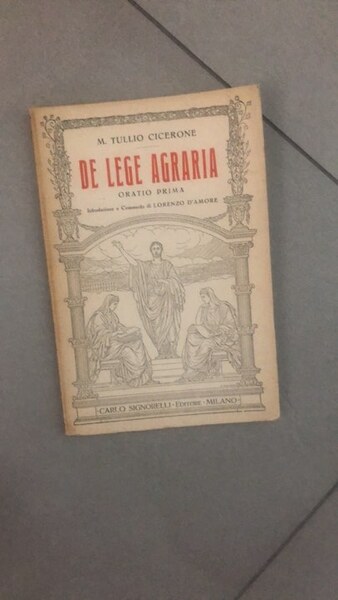 M. TULLIO CICERONE
DE LEGE AGRARIA
ORATIO PRIMA
Introduzione e Commento di LORENZO D'AMORE
CARLO SIGNORELLI · EDITORE · MILANO